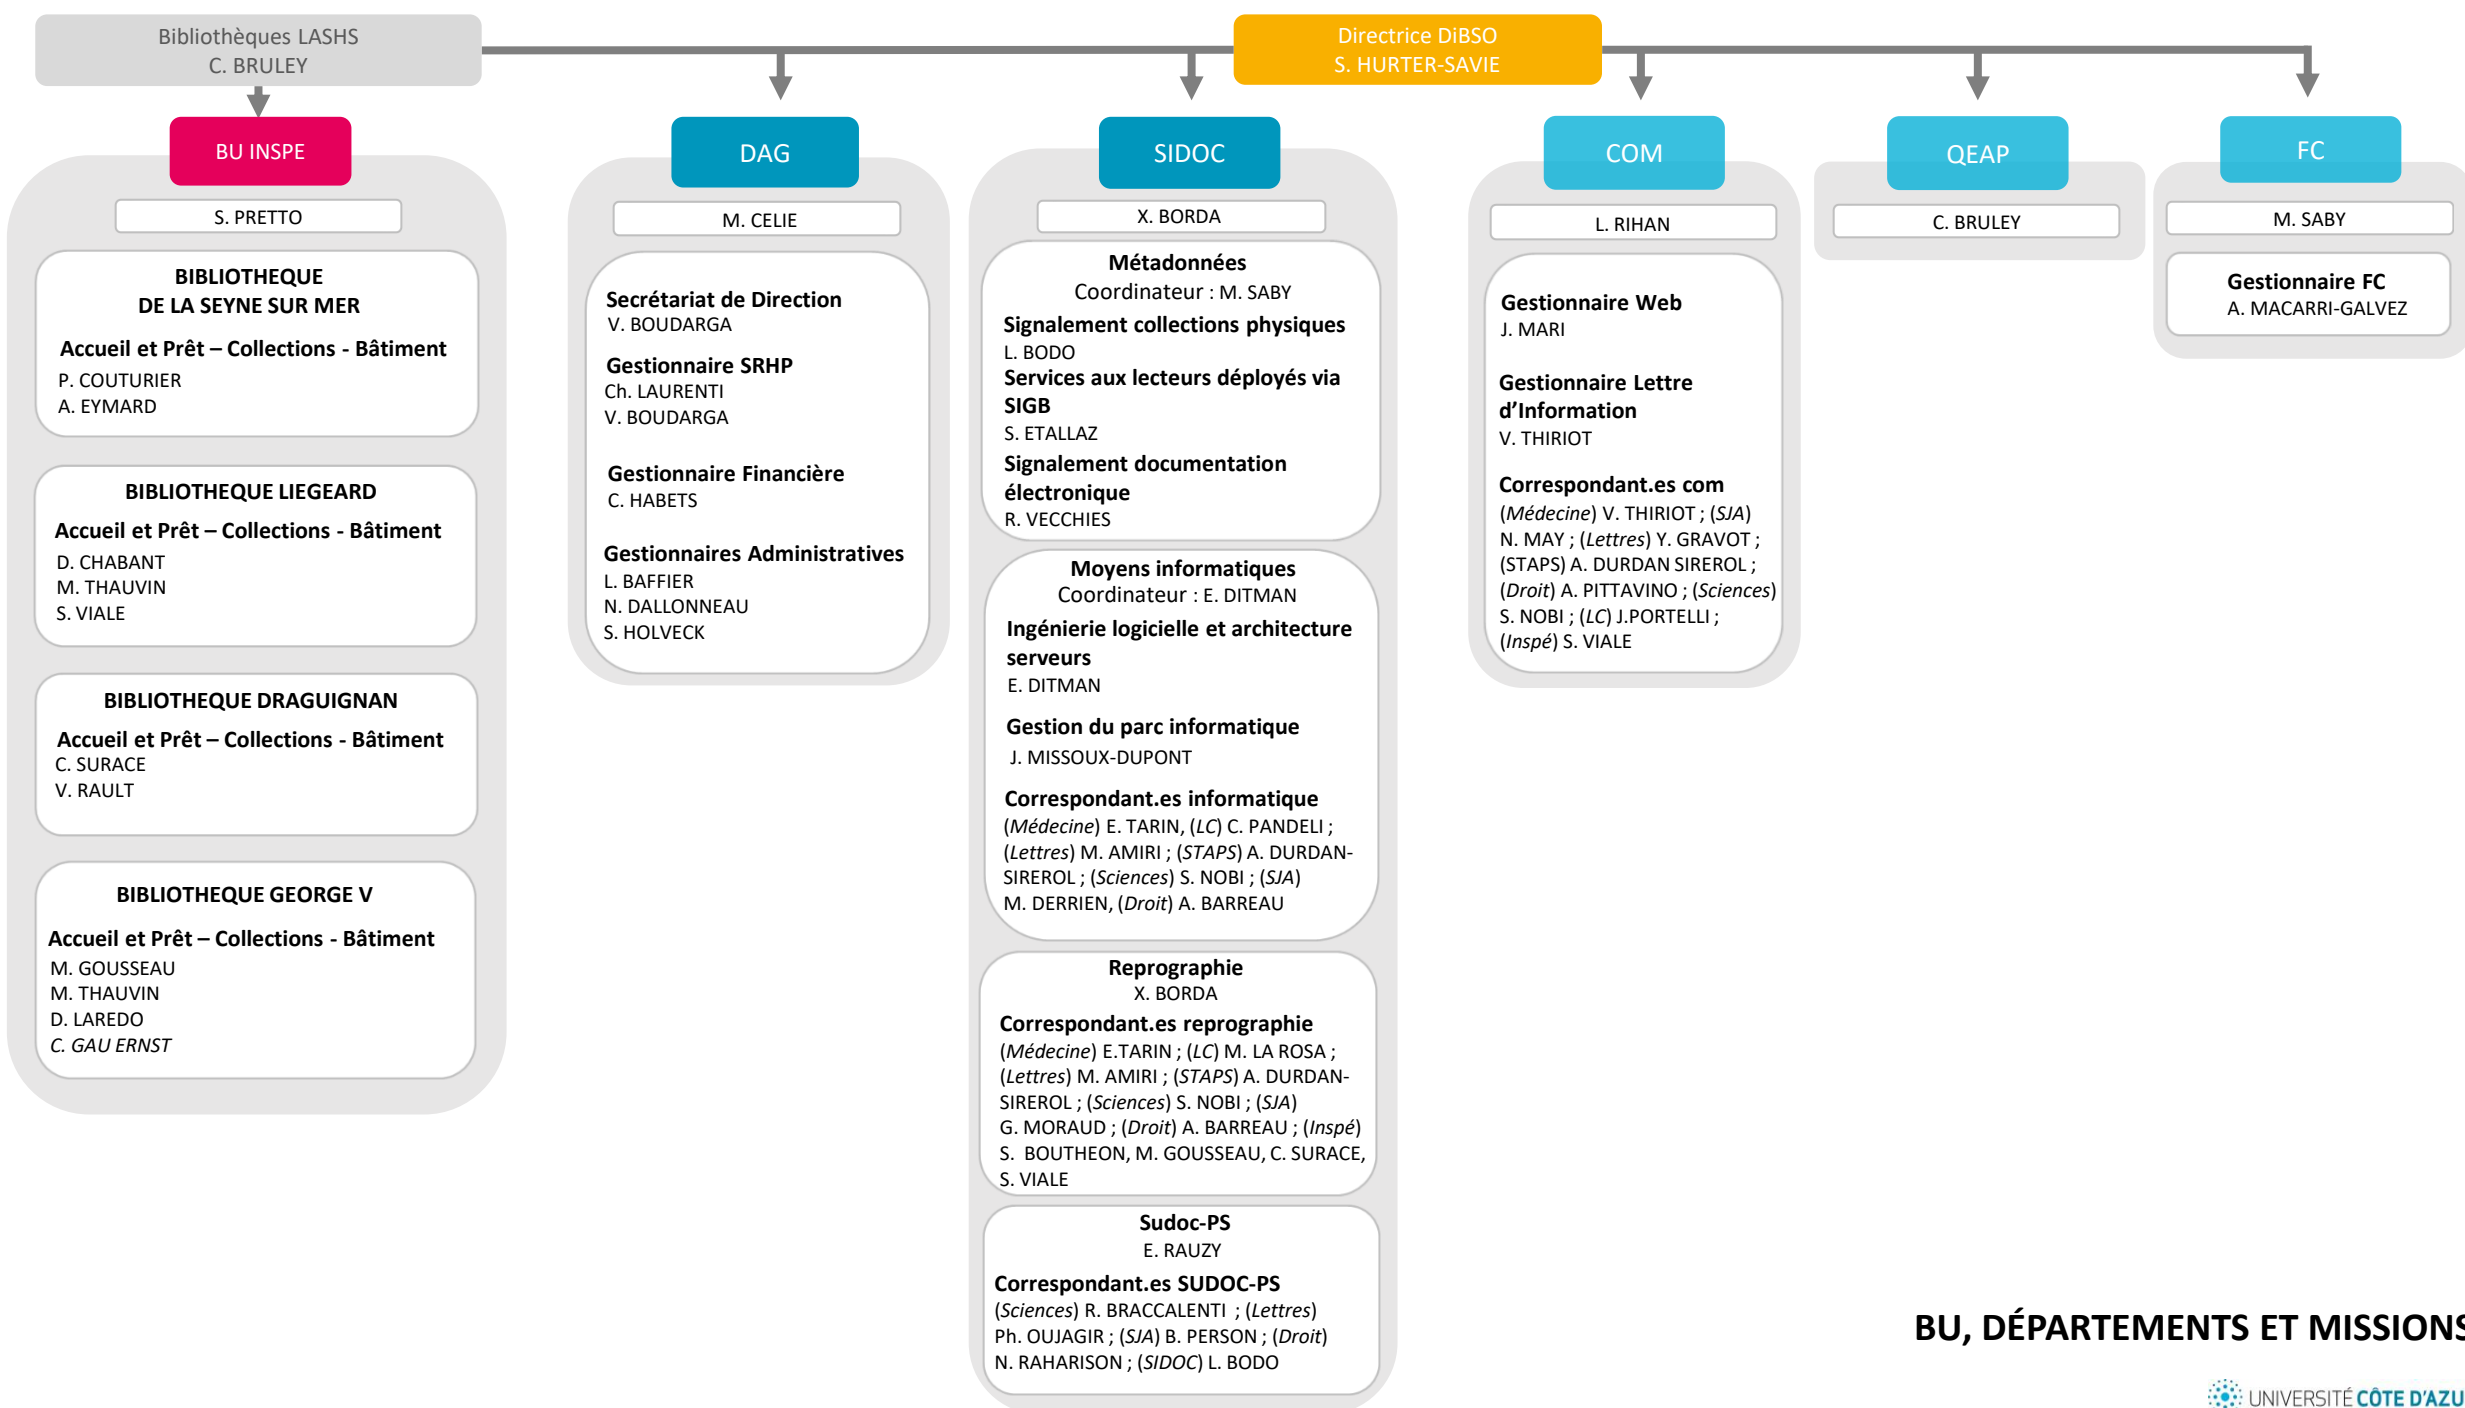 Bibliothèques LASHS
C. BRULEY
Directrice DiBSO
S. HURTER-SAVIE
BU INSPE
S. PRETTO
BIBLIOTHEQUE
DE LA SEYNE SUR MER
Accueil et Prêt – Collections - Bâtiment
P. COUTURIER
A. EYMARD
BIBLIOTHEQUE LIEGEARD
Accueil et Prêt – Collections - Bâtiment
D. CHABANT
M. THAUVIN
S. VIALE
BIBLIOTHEQUE DRAGUIGNAN
Accueil et Prêt – Collections - Bâtiment
C. SURACE
V. RAULT
BIBLIOTHEQUE GEORGE V
Accueil et Prêt – Collections - Bâtiment
M. GOUSSEAU
M. THAUVIN
D. LAREDO
C. GAU ERNST
DAG
M. CELIE
Secrétariat de Direction
V. BOUDARGA
Gestionnaire SRHP
Ch. LAURENTI
V. BOUDARGA
Gestionnaire Financière
C. HABETS
Gestionnaires Administratives
L. BAFFIER
N. DALLONNEAU
S. HOLVECK
SIDOC
X. BORDA
Métadonnées
Coordinateur : M. SABY
Signalement collections physiques
L. BODO
Services aux lecteurs déployés via
SIGB
S. ETALLAZ
Signalement documentation
électronique
R. VECCHIES
Moyens informatiques
Coordinateur : E. DITMAN
Ingénierie logicielle et architecture
serveurs
E. DITMAN
Gestion du parc informatique
J. MISSOUX-DUPONT
Correspondant.es informatique
(Médecine) E. TARIN, (LC) C. PANDELI ;
(Lettres) M. AMIRI ; (STAPS) A. DURDAN-
SIREROL ; (Sciences) S. NOBI ; (SJA)
M. DERRIEN, (Droit) A. BARREAU
Reprographie
X. BORDA
Correspondant.es reprographie
(Médecine) E.TARIN ; (LC) M. LA ROSA ;
(Lettres) M. AMIRI ; (STAPS) A. DURDAN-
SIREROL ; (Sciences) S. NOBI ; (SJA)
G. MORAUD ; (Droit) A. BARREAU ; (Inspé)
S. BOUTHEON, M. GOUSSEAU, C. SURACE,
S. VIALE
Sudoc-PS
E. RAUZY
Correspondant.es SUDOC-PS
(Sciences) R. BRACCALENTI ; (Lettres)
Ph. OUJAGIR ; (SJA) B. PERSON ; (Droit)
N. RAHARISON ; (SIDOC) L. BODO
COM
L. RIHAN
Gestionnaire Web
J. MARI
Gestionnaire Lettre
d’Information
V. THIRIOT
Correspondant.es com
(Médecine) V. THIRIOT ; (SJA)
N. MAY ; (Lettres) Y. GRAVOT ;
(STAPS) A. DURDAN SIREROL ;
(Droit) A. PITTAVINO ; (Sciences)
S. NOBI ; (LC) J.PORTELLI ;
(Inspé) S. VIALE
QEAP
C. BRULEY
FC
M. SABY
Gestionnaire FC
A. MACARRI-GALVEZ
BU, DÉPARTEMENTS ET MISSIONS
UNIVERSITÉ CÔTE D'AZU